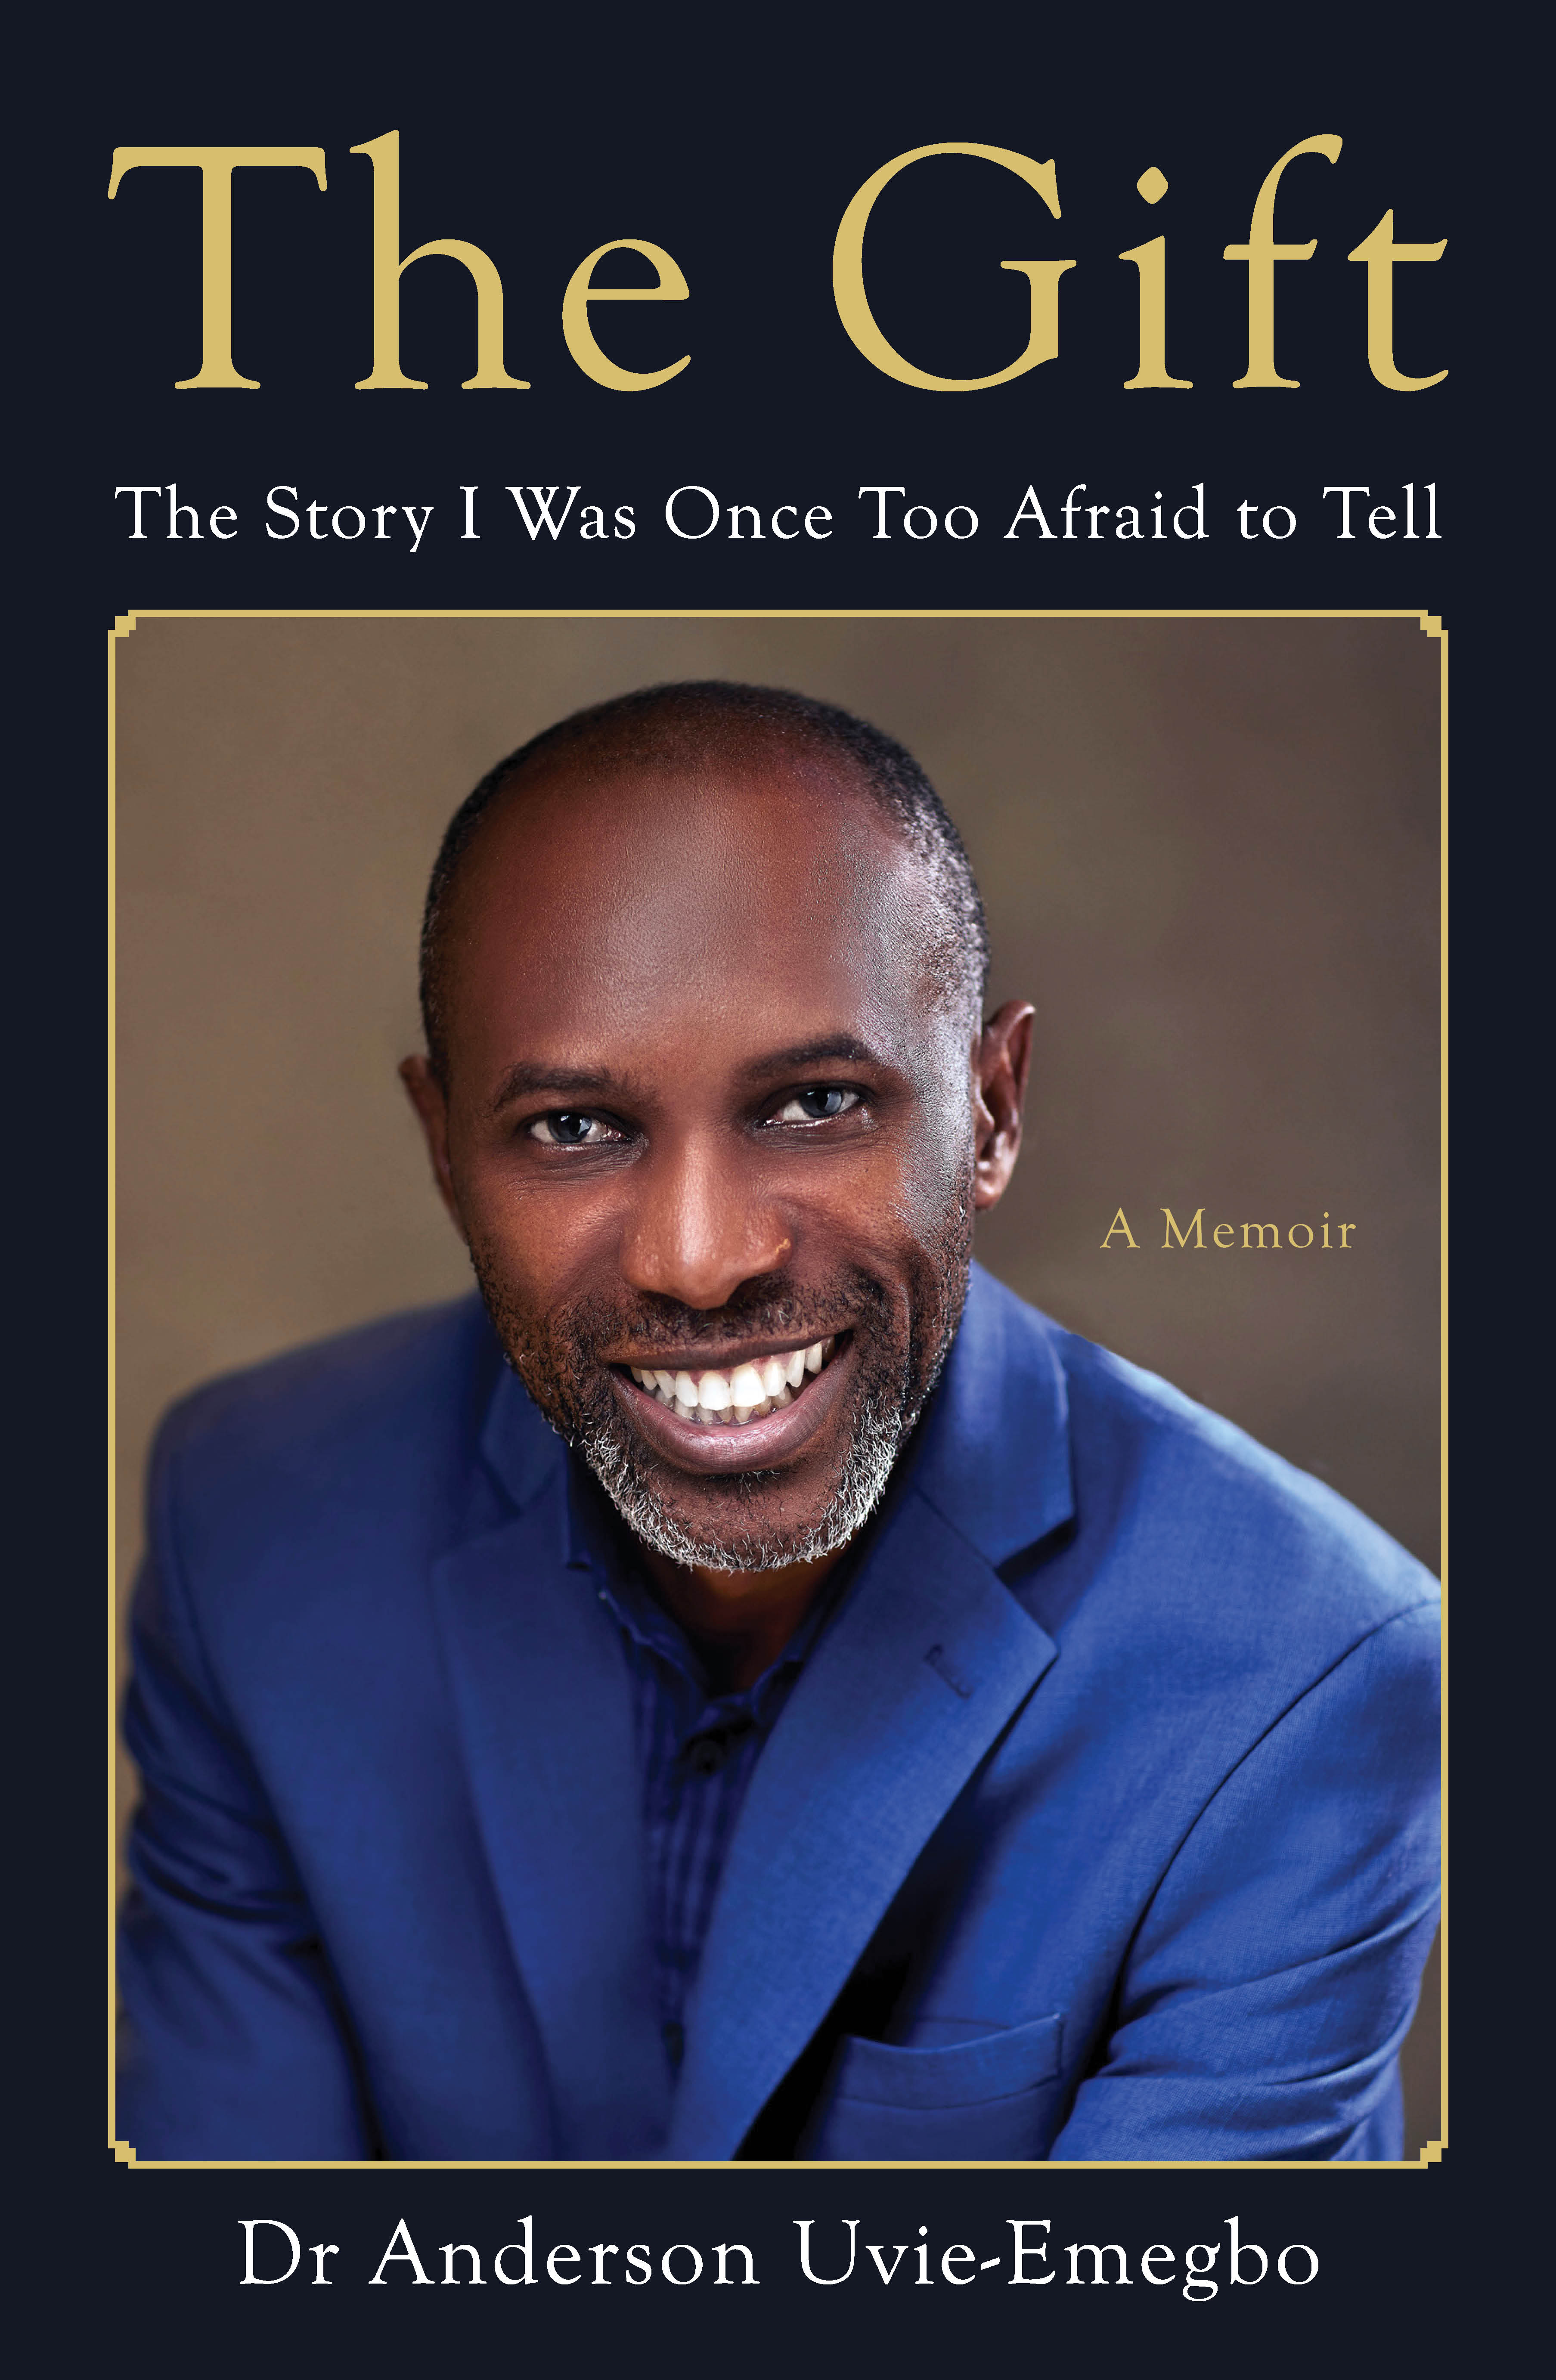 The Gift
The Story I Was Once Too Afraid to Tell
A Memoir
Dr Anderson Uvie-Emegbo